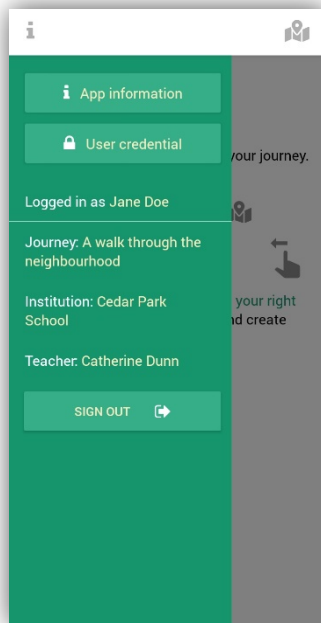 App information
User credential
your journey.
Logged in as Jane Doe
Journey: A walk through the
neighbourhood
Institution: Cedar Park
School
your right
nd create
Teacher: Catherine Dunn
SIGN OUT